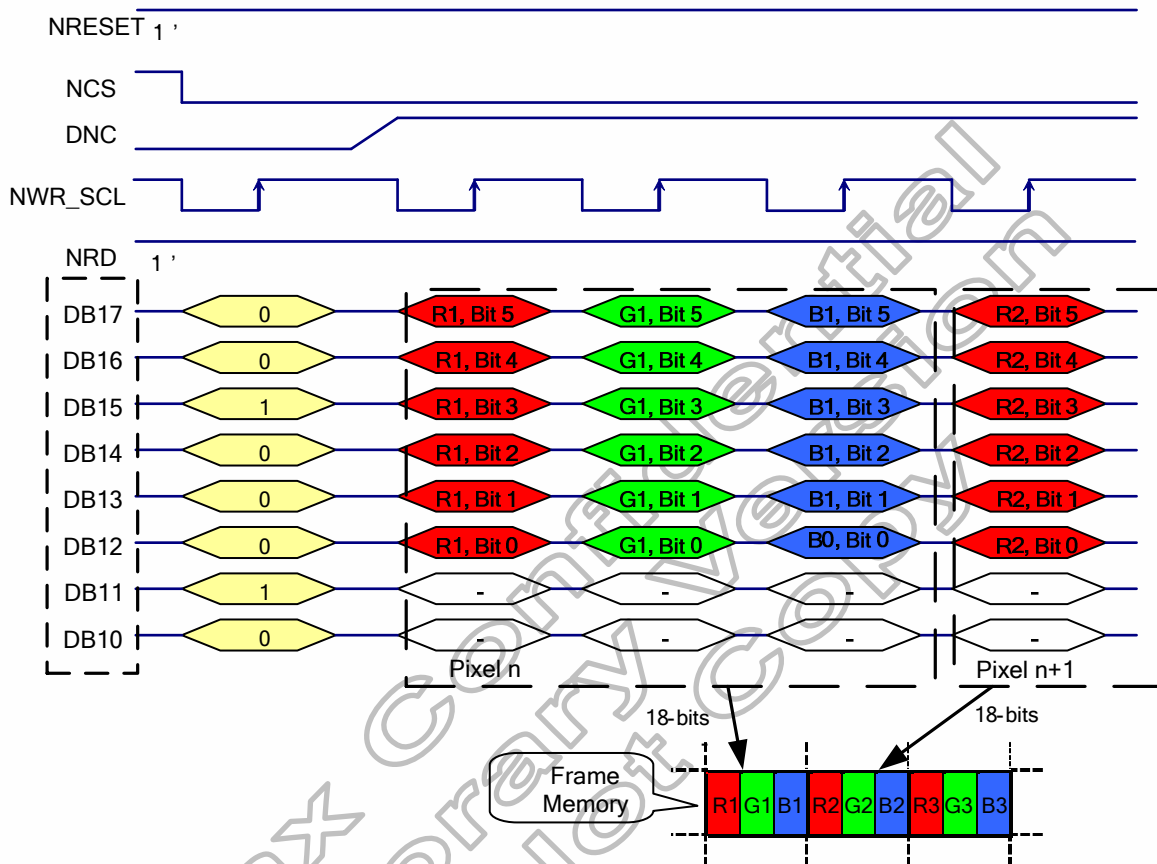 NRESET 1 '
NCS
DNC
NWR_SCL
NRD 1 '
DB17 0 R1, Bit 5 G1, Bit 5 B1, Bit 5 R2, Bit 5
DB16 0 R1, Bit 4 G1, Bit 4 B1, Bit 4 R2, Bit 4
DB15 1 R1, Bit 3 G1, Bit 3 B1, Bit 3 R2, Bit 3
DB14 0 R1, Bit 2 G1, Bit 2 B1, Bit 2 R2, Bit 2
DB13 0 R1, Bit 1 G1, Bit 1 B1, Bit 1 R2, Bit 1
DB12 0 R1, Bit 0 G1, Bit 0 B0, Bit 0 R2, Bit 0
DB11 1 - - - -
DB10 0 - - - -
Pixel n Pixel n+1
18-bits 18-bits
Frame
Memory
R1 G1 B1 R2 G2 B2 R3 G3 B3
x Confidential
orary Version
Not Copy